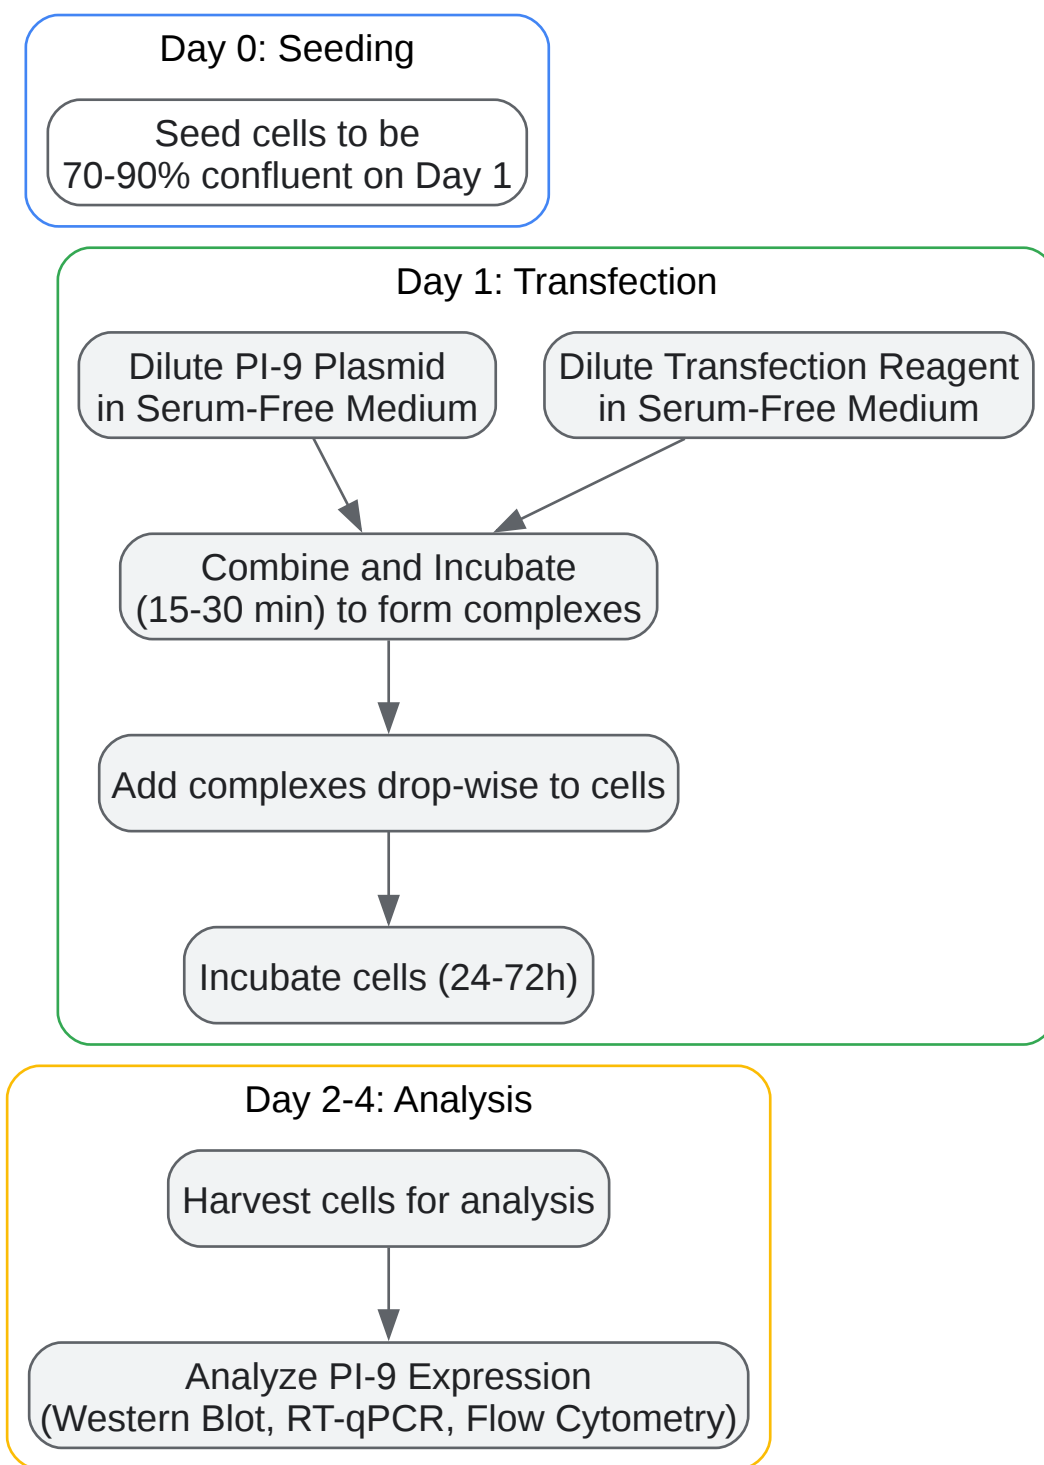 Day 0: Seeding
Seed cells to be
70-90% confluent on Day 1
Day 1: Transfection
Dilute PI-9 Plasmid
in Serum-Free Medium
Dilute Transfection Reagent
in Serum-Free Medium
Combine and Incubate
(15-30 min) to form complexes
Add complexes drop-wise to cells
Incubate cells (24-72h)
Day 2-4: Analysis
Harvest cells for analysis
Analyze PI-9 Expression
(Western Blot, RT-qPCR, Flow Cytometry)